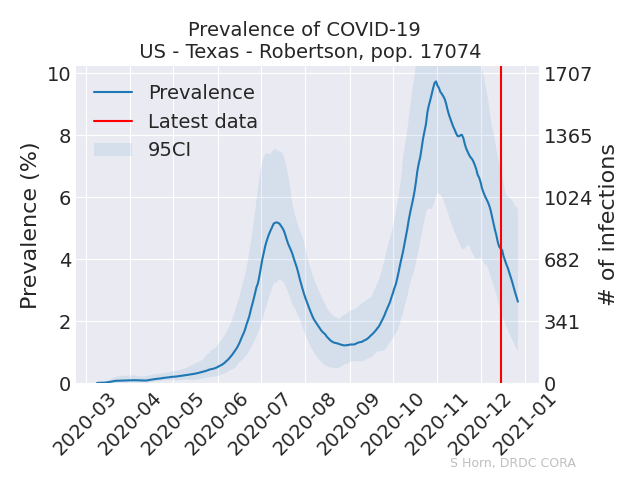 Prevalence of COVID-19
US - Texas - Robertson, pop. 17074
Prevalence (%)
10
8
6
4
2
0
Prevalence
Latest data
95CI
1707
1365
1024
682
341
0
# of infections
2020-03
2020-04
2020-05
2020-06
2020-07
2020-08
2020-09
2020-10
2020-11
2020-12
2021-01
S Horn, DRDC CORA